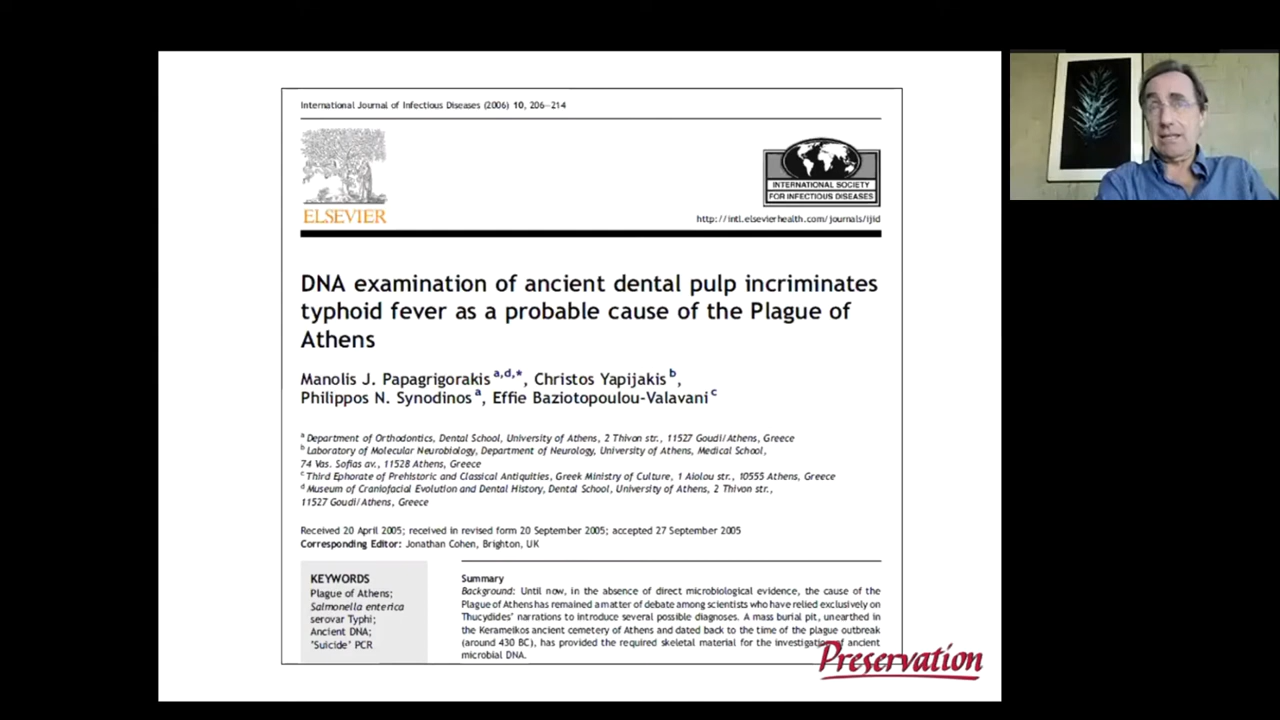 International Journal of Infectious Diseases (2006) 10, 206—214
ELSEVIER
INTERNATIONAL SOCIETY
FOR INFECTIOUS DISEASES
http://intl.elsevierhealth.com/journals/ijid
DNA examination of ancient dental pulp incriminates
typhoid fever as a probable cause of the Plague of
Athens
Manolis J. Papagrigorakis a,d,*, Christos Yapijakis b,
Philippos N. Synodinos a, Effie Baziotopoulou-Valavani c
a Department of Orthodontics, Dental School, University of Athens, 2 Thivon str., 11527 Goudi/Athens, Greece
b Laboratory of Molecular Neurobiology, Department of Neurology, University of Athens, Medical School,
74 Vas. Sofias av., 11528 Athens, Greece
c Third Ephorate of Prehistoric and Classical Antiquities, Greek Ministry of Culture, 1 Aiolou str., 10555 Athens, Greece
d Museum of Craniofacial Evolution and Dental History, Dental School, University of Athens, 2 Thivon str.,
11527 Goudi/Athens, Greece
Received 20 April 2005; received in revised form 20 September 2005; accepted 27 September 2005
Corresponding Editor: Jonathan Cohen, Brighton, UK
KEYWORDS
Plague of Athens;
Salmonella enterica
serovar Typhi;
Ancient DNA;
"Suicide" PCR
Summary
Background: Until now, in the absence of direct microbiological evidence, the cause of the
Plague of Athens has remained a matter of debate among scientists who have relied exclusively on
Thucydides' narrations to introduce several possible diagnoses. A mass burial pit, unearthed in
the Kerameikos ancient cemetery of Athens and dated back to the time of the plague outbreak
(around 430 BC), has provided the required skeletal material for the investigation of ancient
microbial DNA.
Preservation